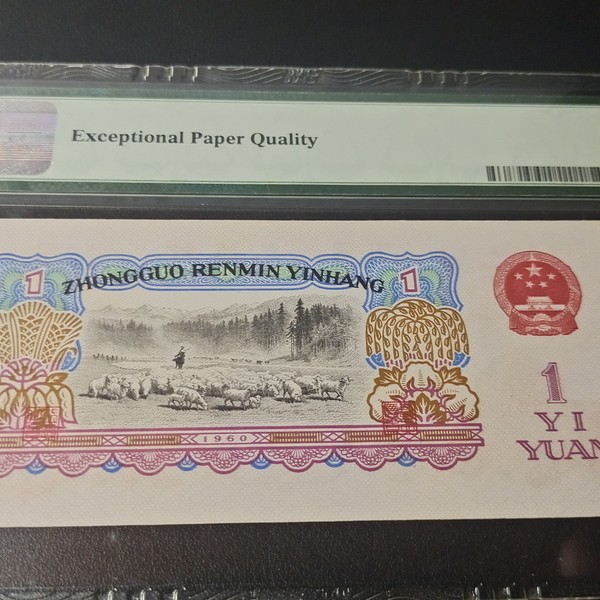 Exceptional Paper Quality
1 ZHONGGUO RENMIN YINHANG 1
1960
1
YI
YUAN